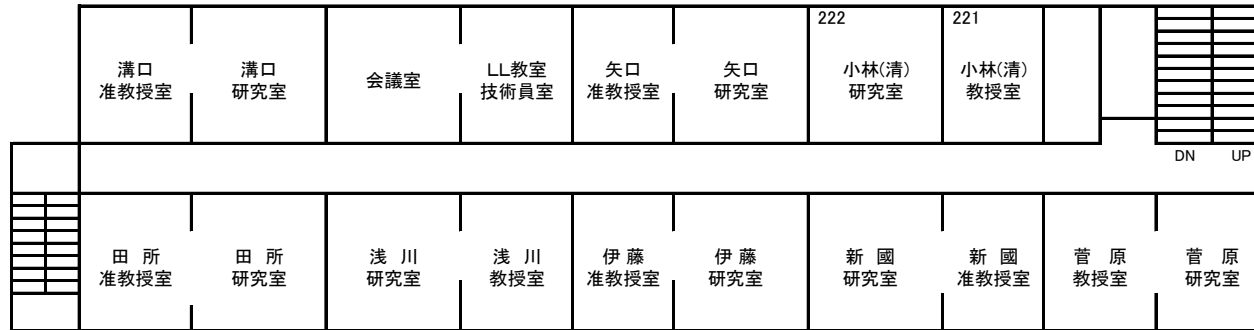 222
221
溝口
准教授室
溝口
研究室
会議室
LL教室
技術員室
矢口
准教授室
矢口
研究室
小林(清)
研究室
小林(清)
教授室
DN
UP
田 所
准教授室
田 所
研究室
浅 川
研究室
浅 川
教授室
伊 藤
准教授室
伊 藤
研究室
新 國
研究室
新 國
准教授室
菅 原
教授室
菅 原
研究室